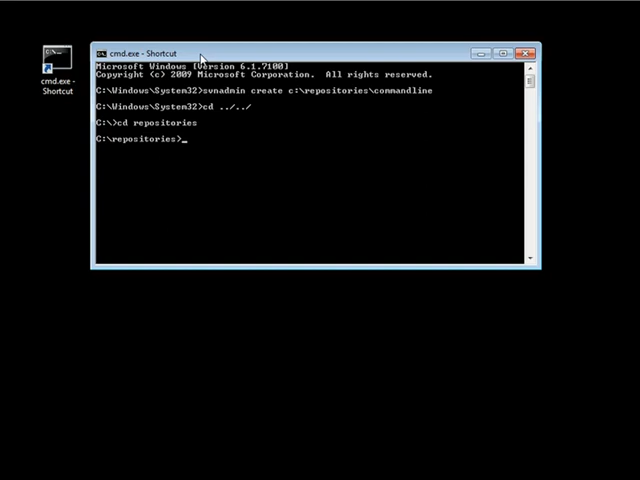 cmd.exe - Shortcut
cmd.exe - Shortcut
Microsoft Windows [Version 6.1.7100]
Copyright (c) 2009 Microsoft Corporation.  All rights reserved.
C:\Windows\System32>svnadmin create c:\repositories\commandline
C:\Windows\System32>cd ../../
C:\>cd repositories
C:\repositories>_